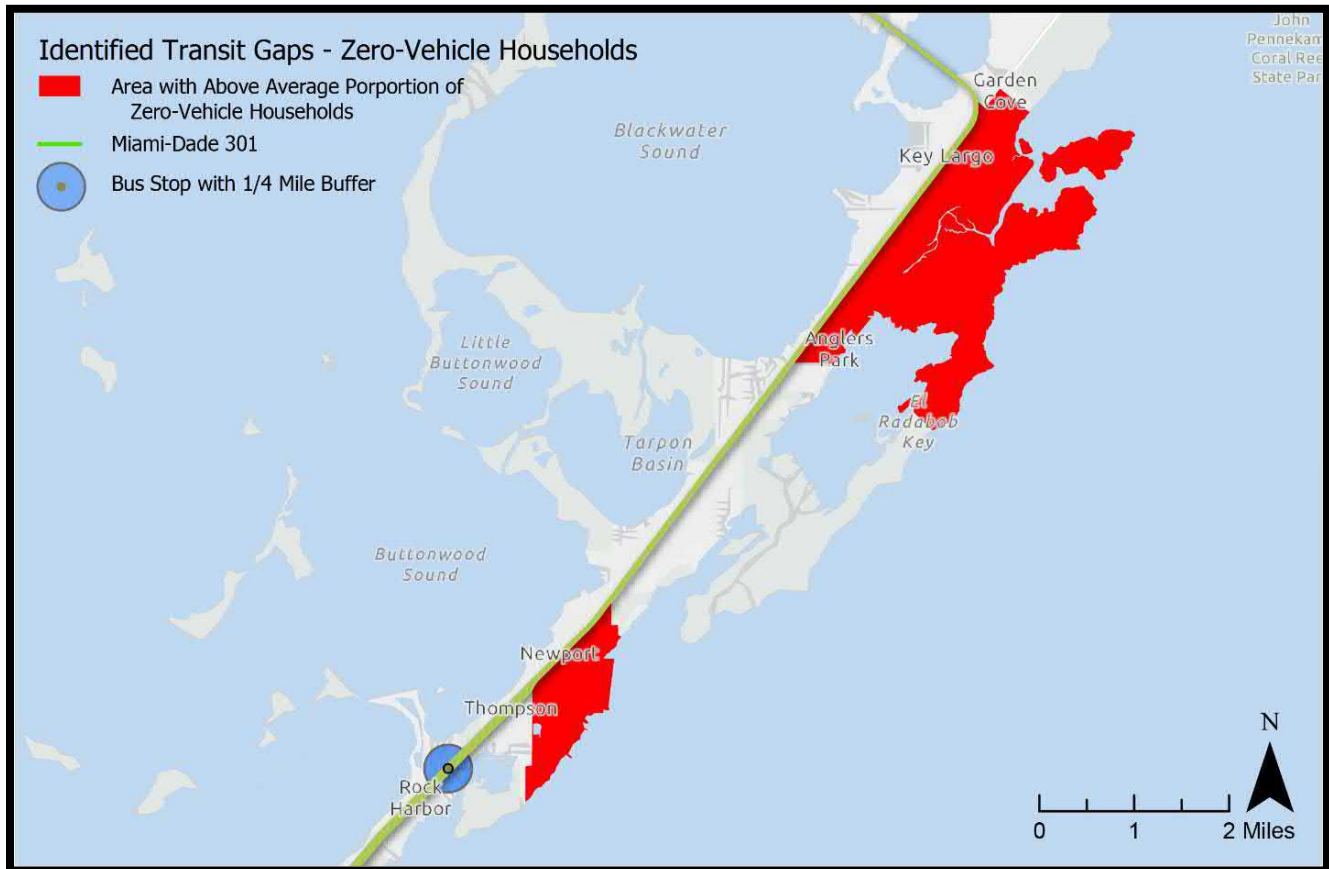 Identified Transit Gaps - Zero-Vehicle Households
Area with Above Average Porportion of
Zero-Vehicle Households
Miami-Dade 301
Bus Stop with 1/4 Mile Buffer
John
Pennekam
Coral Ree
State Par
Garden
Cove
Blackwater
Sound
Key Largo
Little
Buttonwood
Sound
Anglers
Park
El
Radabob
Key
Tarpon
Basin
Buttonwood
Sound
Newport
Thompson
Rock
Harbor
N
0 1 2 Miles